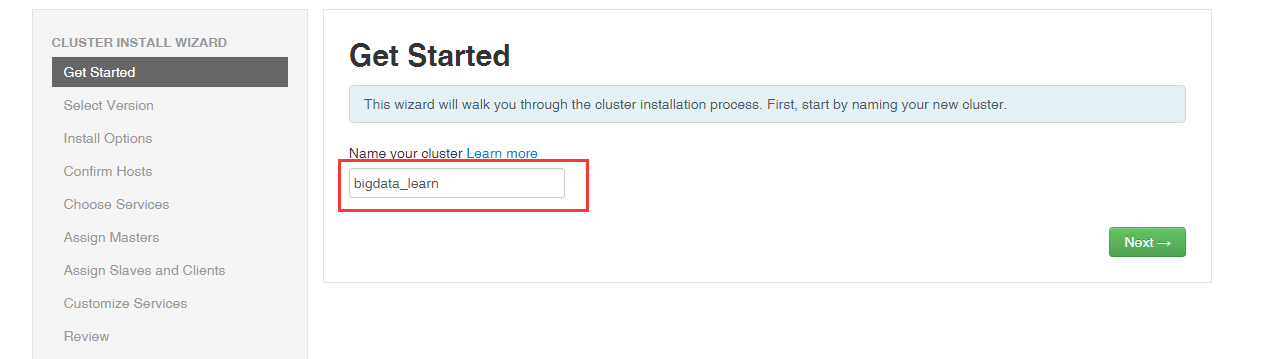 CLUSTER INSTALL WIZARD
Get Started
Select Version
Install Options
Confirm Hosts
Choose Services
Assign Masters
Assign Slaves and Clients
Customize Services
Review
Get Started
This wizard will walk you through the cluster installation process. First, start by naming your new cluster.
Name your cluster Learn more
bigdata_learn
Next →